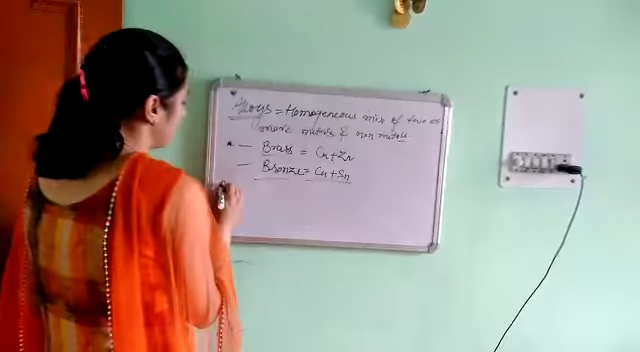 Alloys = Homogeneous mix of two or
more metals & non metals
— Brass = Cu+Zn
— Bronze = Cu+Sn